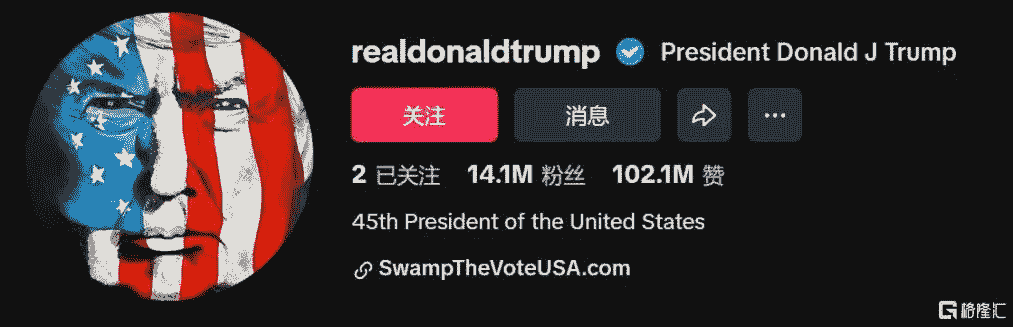 realdonaldtrump President Donald J Trump
关注 消息
2 已关注 14.1M 粉丝 102.1M 赞
45th President of the United States
SwampTheVoteUSA.com
格隆汇